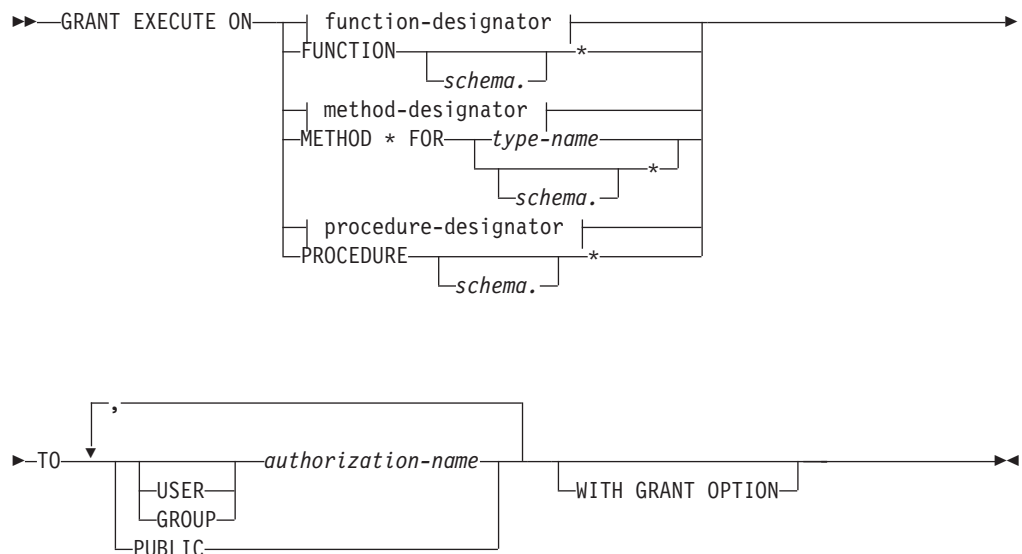 GRANT EXECUTE ON function-designator
FUNCTION *
schema.
method-designator
METHOD * FOR type-name
*
schema.
procedure-designator
PROCEDURE *
schema.
,
TO authorization-name
USER WITH GRANT OPTION
GROUP
PUBLIC